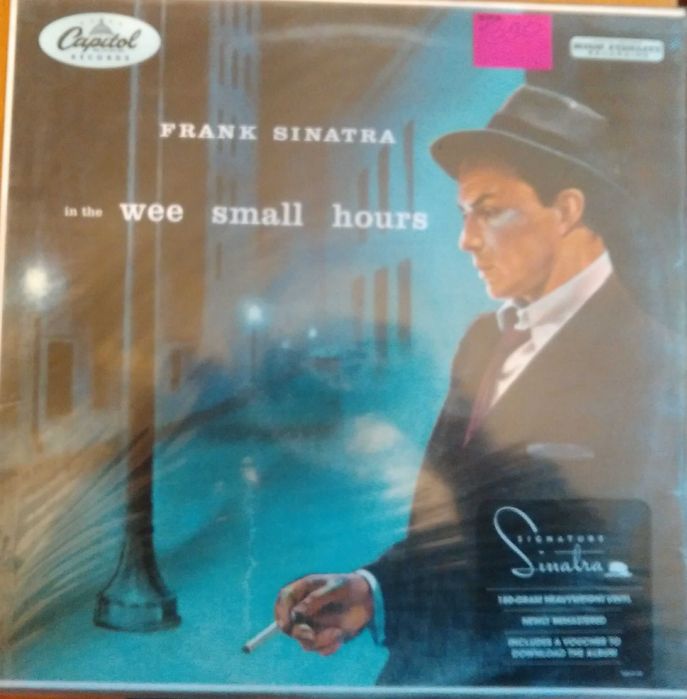 Capitol
RECORDS
FRANK SINATRA
in the wee small hours
SIGNATURE
Sinatra
180-GRAM HEAVYWEIGHT VINYL
NEWLY REMASTERED
INCLUDES A VOUCHER TO
DOWNLOAD THE ALBUM